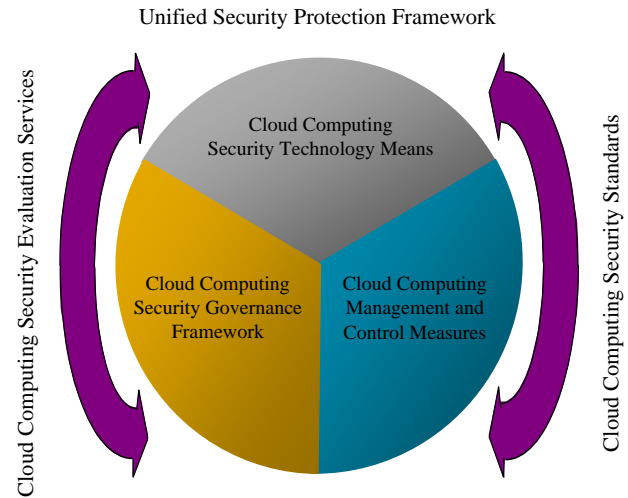 Unified Security Protection Framework
Cloud Computing Security Evaluation Services
Cloud Computing
Security Technology Means
Cloud Computing
Security Governance
Framework
Cloud Computing
Management and
Control Measures
Cloud Computing Security Standards